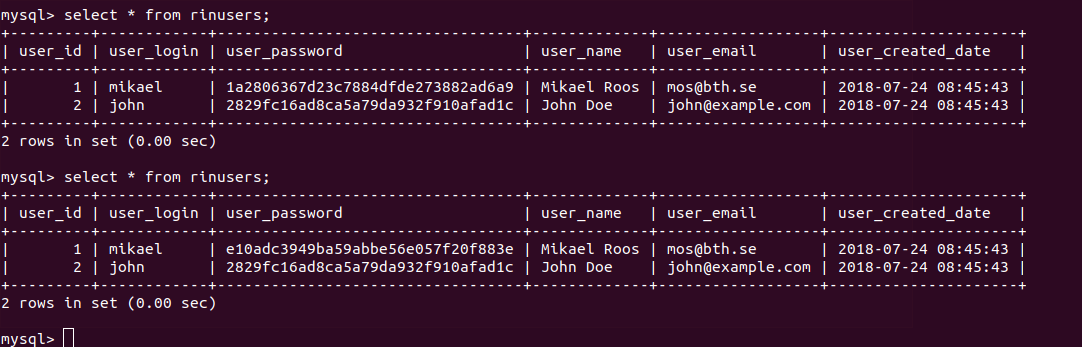 mysql> select * from rinusers;
+---------+------------+----------------------------------+-------------+------------------+---------------------+
| user_id | user_login | user_password                    | user_name   | user_email       | user_created_date   |
+---------+------------+----------------------------------+-------------+------------------+---------------------+
|       1 | mikael     | 1a2806367d23c7884dfde273882ad6a9 | Mikael Roos | mos@bth.se       | 2018-07-24 08:45:43 |
|       2 | john       | 2829fc16ad8ca5a79da932f910afad1c | John Doe    | john@example.com | 2018-07-24 08:45:43 |
+---------+------------+----------------------------------+-------------+------------------+---------------------+
2 rows in set (0.00 sec)
mysql> select * from rinusers;
+---------+------------+----------------------------------+-------------+------------------+---------------------+
| user_id | user_login | user_password                    | user_name   | user_email       | user_created_date   |
+---------+------------+----------------------------------+-------------+------------------+---------------------+
|       1 | mikael     | e10adc3949ba59abbe56e057f20f883e | Mikael Roos | mos@bth.se       | 2018-07-24 08:45:43 |
|       2 | john       | 2829fc16ad8ca5a79da932f910afad1c | John Doe    | john@example.com | 2018-07-24 08:45:43 |
+---------+------------+----------------------------------+-------------+------------------+---------------------+
2 rows in set (0.00 sec)
mysql>